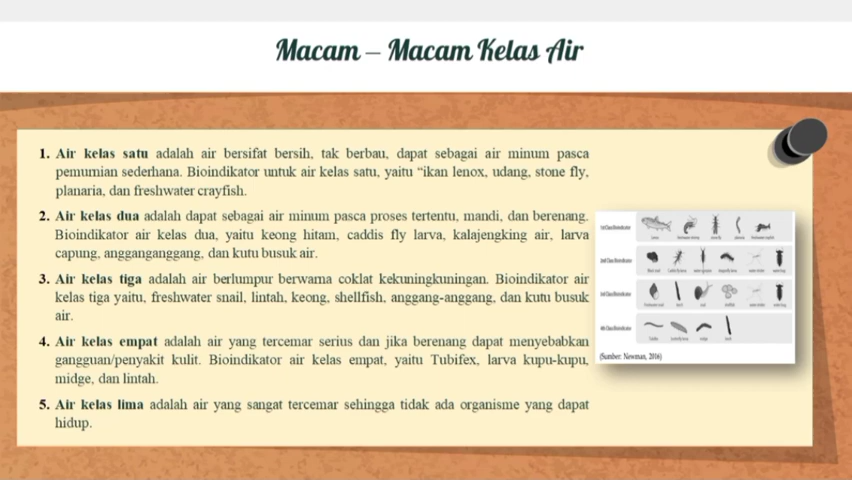 Macam – Macam Kelas Air
1. Air kelas satu adalah air bersifat bersih, tak berbau, dapat sebagai air minum pasca
pemurnian sederhana. Bioindikator untuk air kelas satu, yaitu “ikan lenox, udang, stone fly,
planaria, dan freshwater crayfish.
2. Air kelas dua adalah dapat sebagai air minum pasca proses tertentu, mandi, dan berenang.
Bioindikator air kelas dua, yaitu keong hitam, caddis fly larva, kalajengking air, larva
capung, angganganggang, dan kutu busuk air.
3. Air kelas tiga adalah air berlumpur berwarna coklat kekuningkuningan. Bioindikator air
kelas tiga yaitu, freshwater snail, lintah, keong, shellfish, anggang-anggang, dan kutu busuk
air.
4. Air kelas empat adalah air yang tercemar serius dan jika berenang dapat menyebabkan
gangguan/penyakit kulit. Bioindikator air kelas empat, yaitu Tubifex, larva kupu-kupu,
midge, dan lintah.
5. Air kelas lima adalah air yang sangat tercemar sehingga tidak ada organisme yang dapat
hidup.
(Sumber: Newman, 2016)